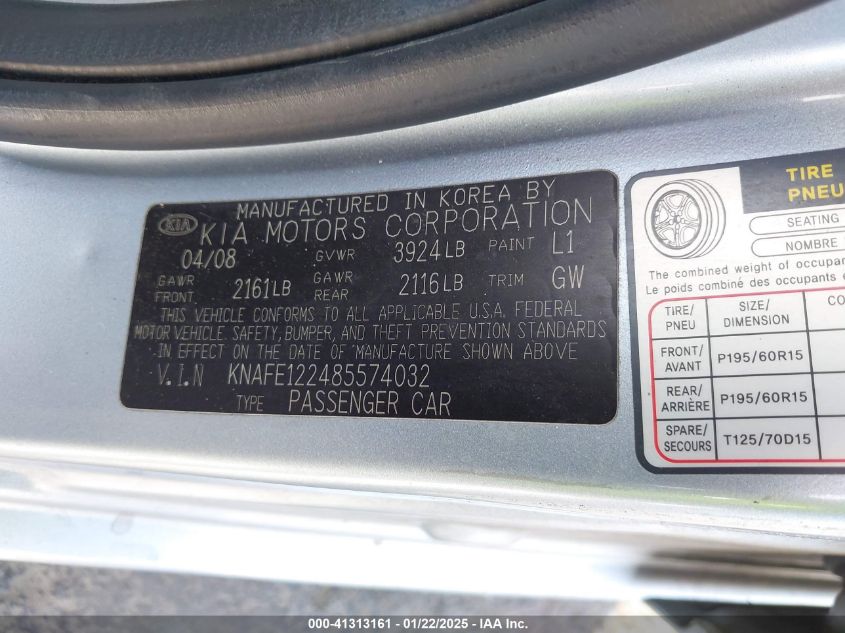 MANUFACTURED IN KOREA BY
KIA KIA MOTORS CORPORATION
04/08 GVWR 3924LB PAINT L1
GAWR FRONT 2161LB GAWR REAR 2116LB TRIM GW
THIS VEHICLE CONFORMS TO ALL APPLICABLE U.S.A. FEDERAL
MOTOR VEHICLE SAFETY, BUMPER, AND THEFT PREVENTION STANDARDS
IN EFFECT ON THE DATE OF MANUFACTURE SHOWN ABOVE
V.I.N KNAFE122485574032
TYPE PASSENGER CAR
TIRE
PNEU
SEATING
NOMBRE
The combined weight of occupa
Le poids combiné des occupants e
TIRE/ PNEU SIZE/ DIMENSION CO
FRONT/ AVANT P195/60R15
REAR/ ARRIÈRE P195/60R15
SPARE/ SECOURS T125/70D15
000-41313161 - 01/22/2025 - IAA Inc.